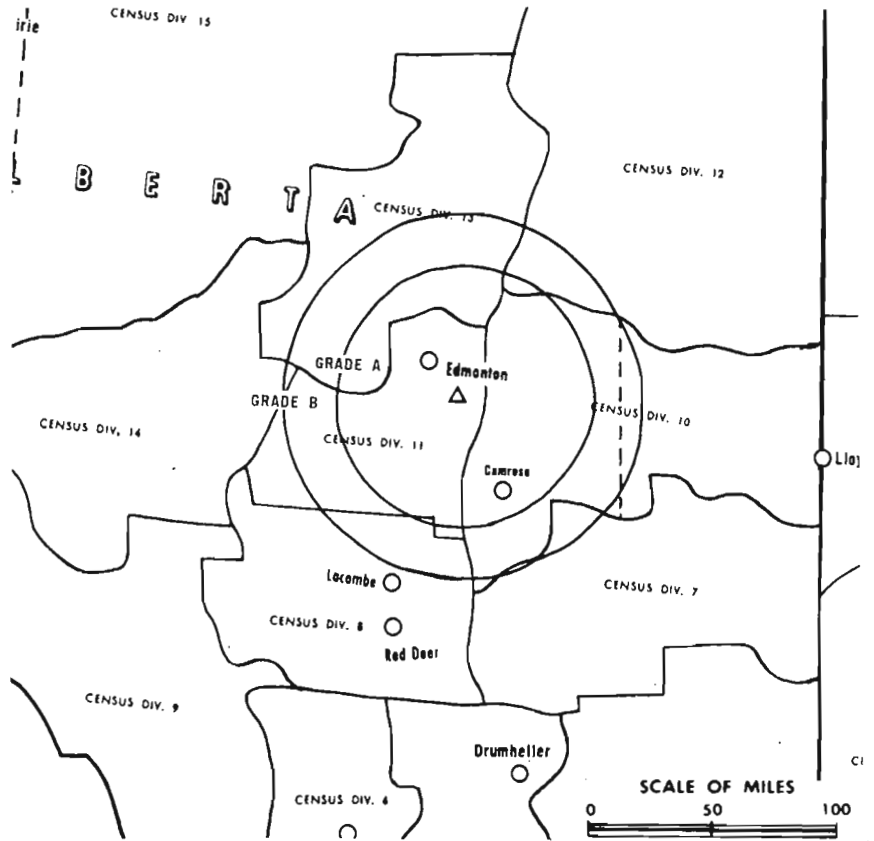 CENSUS DIV 15
irie
CENSUS DIV. 12
L B E R T A
CENSUS DIV. 13
GRADE A
Edmonton
GRADE B
CENSUS DIV. 10
CENSUS DIV. 14
CENSUS DIV. 11
Camrose
Lloy
Lacombe
CENSUS DIV. 7
CENSUS DIV. 8
Red Deer
CENSUS DIV. 9
Drumheller
SCALE OF MILES
CENSUS DIV. 6
0 50 100